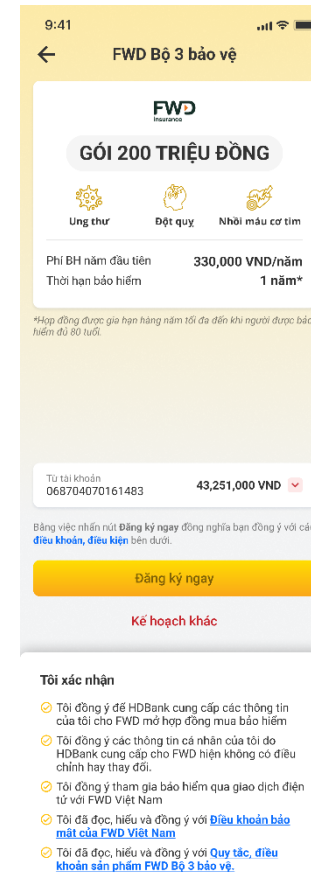 9:41
FWD Bộ 3 bảo vệ
FWD
Insurance
GÓI 200 TRIỆU ĐỒNG
Ung thư Đột quỵ Nhồi máu cơ tim
Phí BH năm đầu tiên 330,000 VND/năm
Thời hạn bảo hiểm 1 năm*
*Hợp đồng được gia hạn hàng năm tối đa đến khi người được bảo
hiểm đủ 80 tuổi.
Từ tài khoản
068704070161483 43,251,000 VND
Bằng việc nhấn nút Đăng ký ngay đồng nghĩa bạn đồng ý với cá
điều khoản, điều kiện bên dưới.
Đăng ký ngay
Kế hoạch khác
Tôi xác nhận
Tôi đồng ý để HDBank cung cấp các thông tin
của tôi cho FWD mở hợp đồng mua bảo hiểm
Tôi đồng ý các thông tin cá nhân của tôi do
HDBank cung cấp cho FWD hiện không có điều
chỉnh hay thay đổi.
Tôi đồng ý tham gia bảo hiểm qua giao dịch điện
tử với FWD Việt Nam
Tôi đã đọc, hiểu và đồng ý với Điều khoản bảo
mật của FWD Việt Nam
Tôi đã đọc, hiểu và đồng ý với Quy tắc, điều
khoản sản phẩm FWD Bộ 3 bảo vệ.